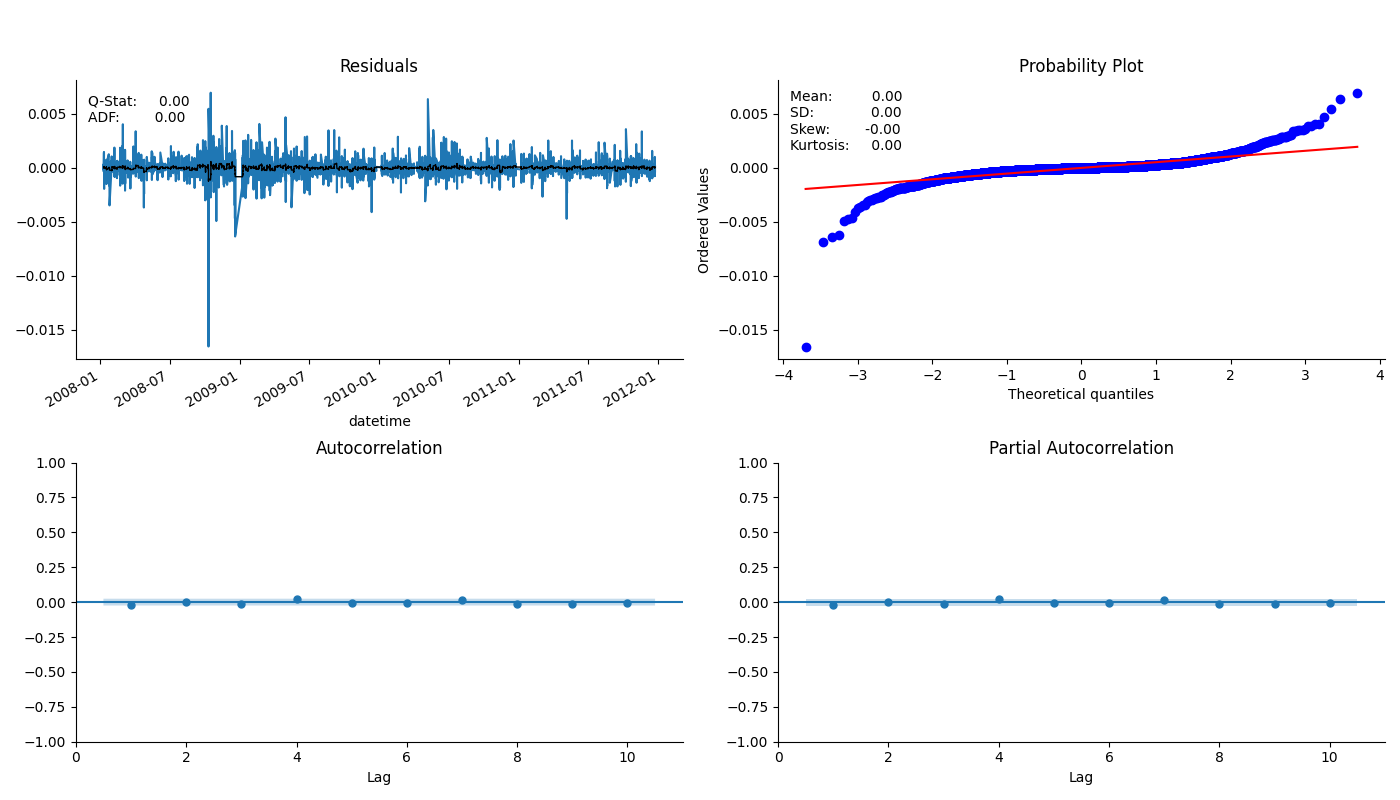 Residuals
Q-Stat: 0.00
ADF: 0.00
0.005
0.000
−0.005
−0.010
−0.015
2008-01 2008-07 2009-01 2009-07 2010-01 2010-07 2011-01 2011-07 2012-01
datetime
Probability Plot
Mean: 0.00
SD: 0.00
Skew: -0.00
Kurtosis: 0.00
Ordered Values
0.005
0.000
−0.005
−0.010
−0.015
−4 −3 −2 −1 0 1 2 3 4
Theoretical quantiles
Autocorrelation
1.00
0.75
0.50
0.25
0.00
−0.25
−0.50
−0.75
−1.00
0 2 4 6 8 10
Lag
Partial Autocorrelation
1.00
0.75
0.50
0.25
0.00
−0.25
−0.50
−0.75
−1.00
0 2 4 6 8 10
Lag